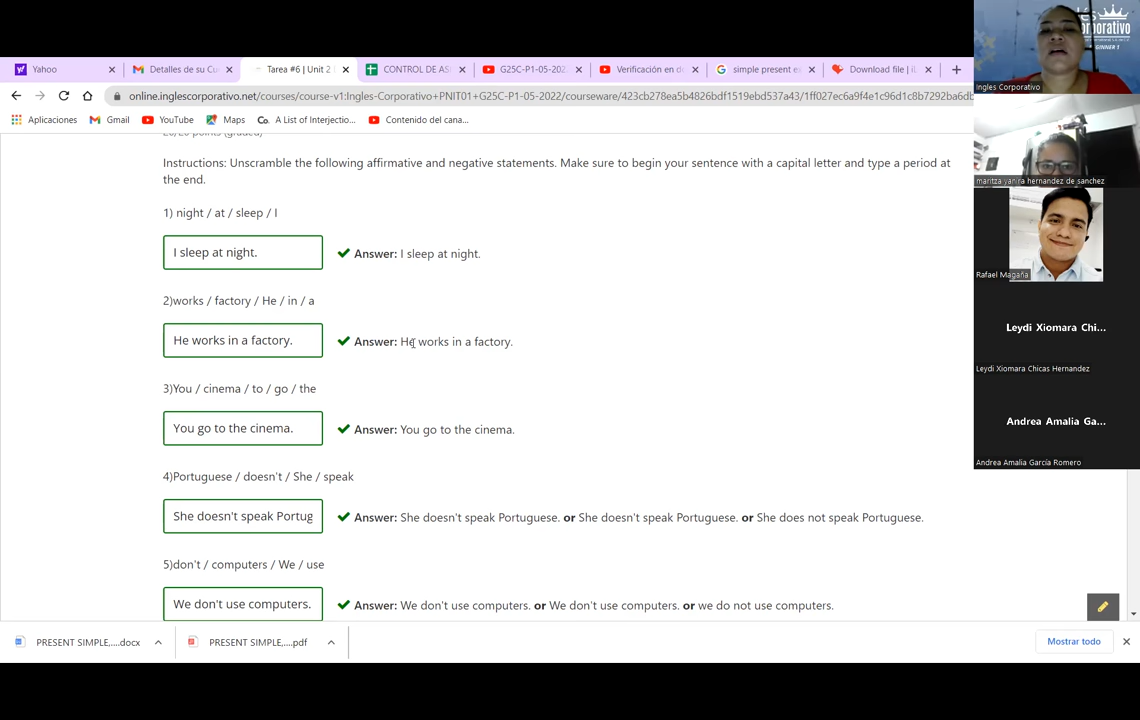 Yahoo
Detalles de su Cu
Tarea #6 | Unit 2
CONTROL DE AS
G25C-P1-05-202
Verificación en d
simple present e
Download file | iL
online.inglescorporativo.net/courses/course-v1:Ingles-Corporativo+PNIT01+G25C-P1-05-2022/courseware/423cb278ea5b4826bdf1519ebd537a43/1ff027ec6a9f4e1c96d1c8b7292ba6db
Aplicaciones
Gmail
YouTube
Maps
A List of Interjectio...
Contenido del cana...
20/20 points (graded)
Instructions: Unscramble the following affirmative and negative statements. Make sure to begin your sentence with a capital letter and type a period at
the end.
1) night / at / sleep / I
I sleep at night.
Answer: I sleep at night.
2)works / factory / He / in / a
He works in a factory.
Answer: He works in a factory.
3)You / cinema / to / go / the
You go to the cinema.
Answer: You go to the cinema.
4)Portuguese / doesn't / She / speak
She doesn't speak Portug
Answer: She doesn't speak Portuguese. or She doesn't speak Portuguese. or She does not speak Portuguese.
5)don't / computers / We / use
We don't use computers.
Answer: We don't use computers. or We don't use computers. or we do not use computers.
PRESENT SIMPLE,....docx
PRESENT SIMPLE,....pdf
Mostrar todo
GINNER 1
Ingles Corporativo
maritza yanira hernandez de sanchez
Rafael Magaña
Leydi Xiomara Chi...
Leydi Xiomara Chicas Hernandez
Andrea Amalia Ga...
Andrea Amalia García Romero